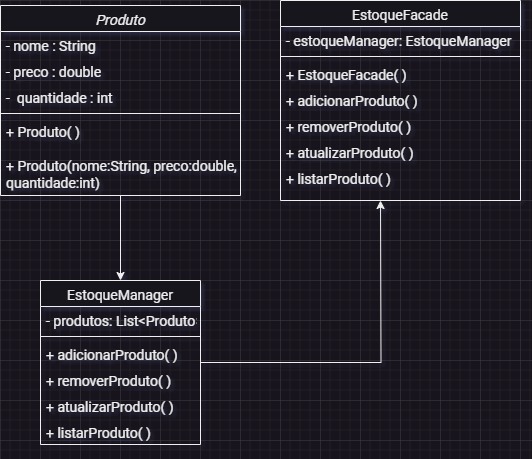 Produto
- nome : String
- preco : double
- quantidade : int
+ Produto( )
+ Produto(nome:String, preco:double,
quantidade:int)
EstoqueFacade
- estoqueManager: EstoqueManager
+ EstoqueFacade( )
+ adicionarProduto( )
+ removerProduto( )
+ atualizarProduto( )
+ listarProduto( )
EstoqueManager
- produtos: List<Produto
+ adicionarProduto( )
+ removerProduto( )
+ atualizarProduto( )
+ listarProduto( )